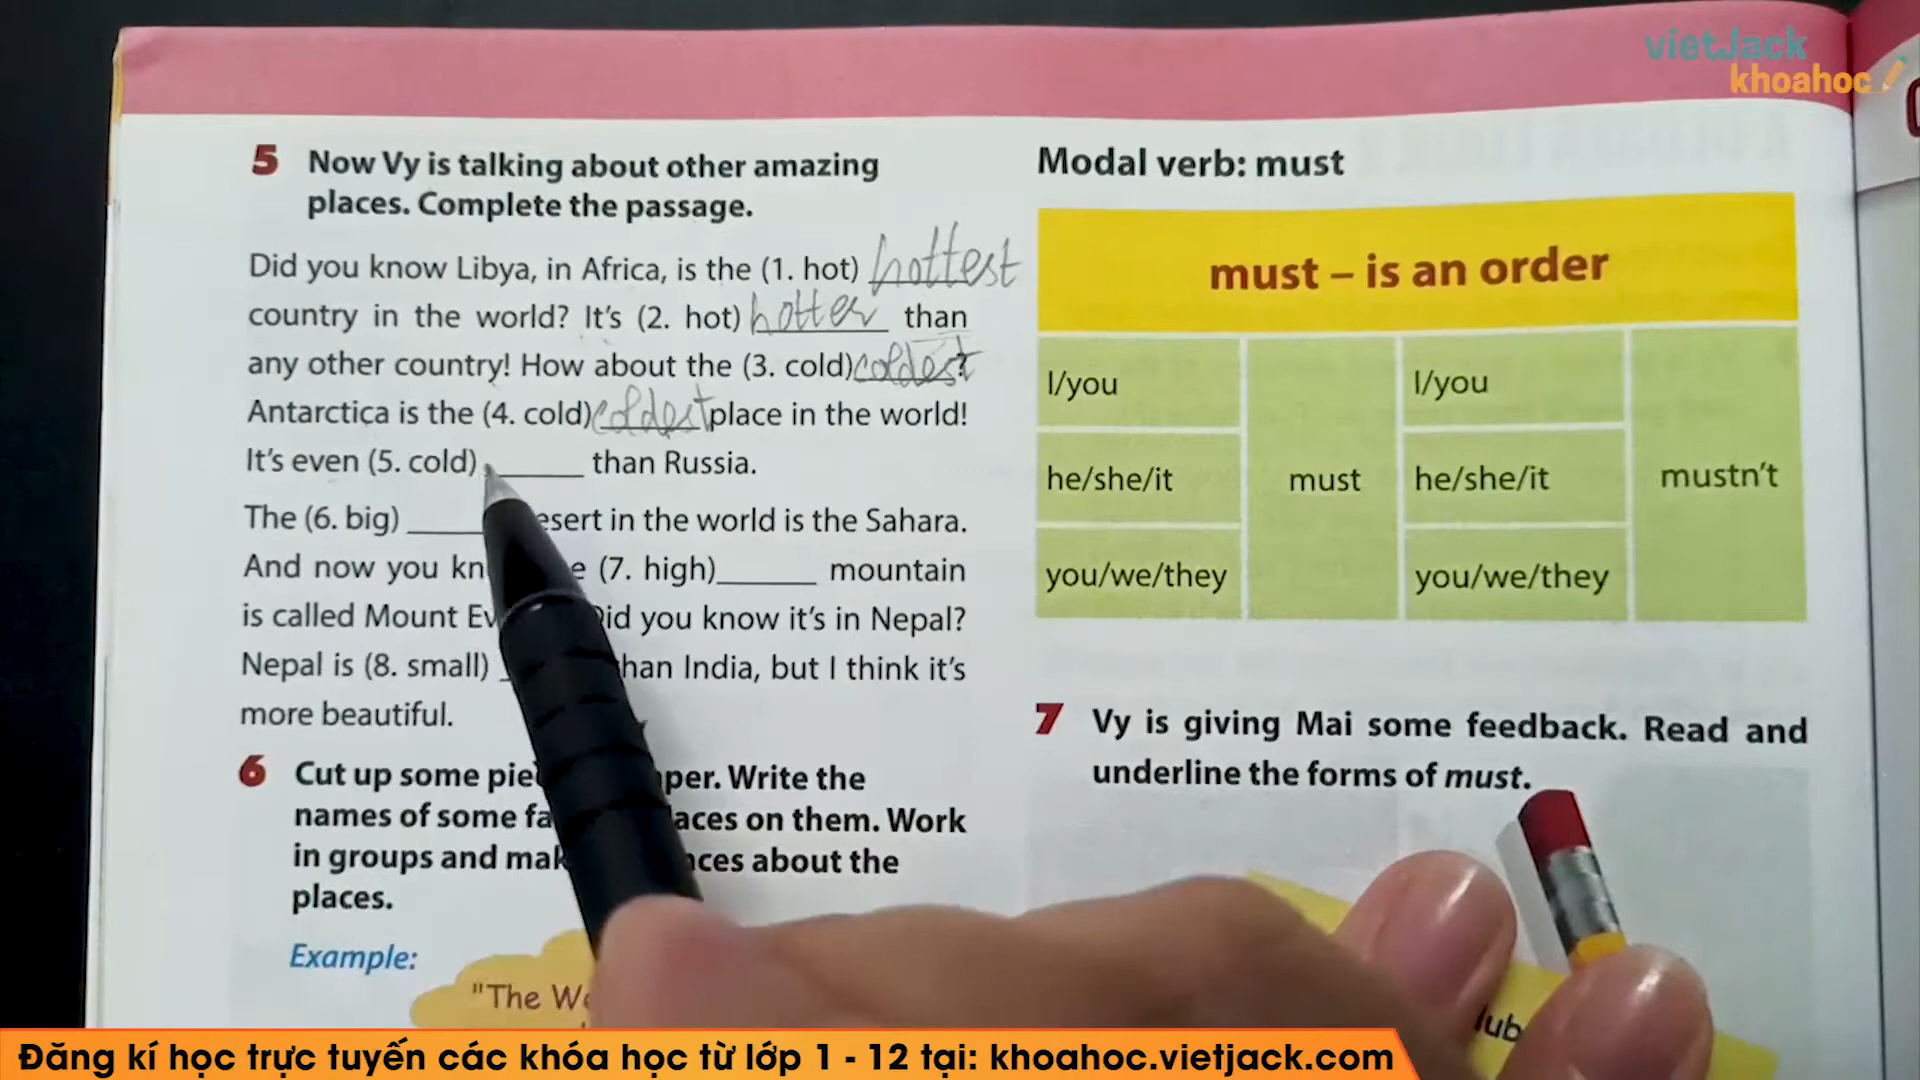 vietJack
khoahoc
5 Now Vy is talking about other amazing
places. Complete the passage.
Did you know Libya, in Africa, is the (1. hot) hottest
country in the world? It's (2. hot) hotter than
any other country! How about the (3. cold) coldest?
Antarctica is the (4. cold) coldest place in the world!
It's even (5. cold) ______ than Russia.
The (6. big) ______ esert in the world is the Sahara.
And now you kn e (7. high) ______ mountain
is called Mount Ev id you know it's in Nepal?
Nepal is (8. small) _ han India, but I think it's
more beautiful.
6 Cut up some pie per. Write the
names of some fa laces on them. Work
in groups and mak nces about the
places.
Example:
"The Wo
Modal verb: must
must – is an order
I/you
he/she/it
you/we/they
must
I/you
he/she/it
you/we/they
mustn't
7 Vy is giving Mai some feedback. Read and
underline the forms of must.
lub
Đăng kí học trực tuyến các khóa học từ lớp 1 - 12 tại: khoahoc.vietjack.com